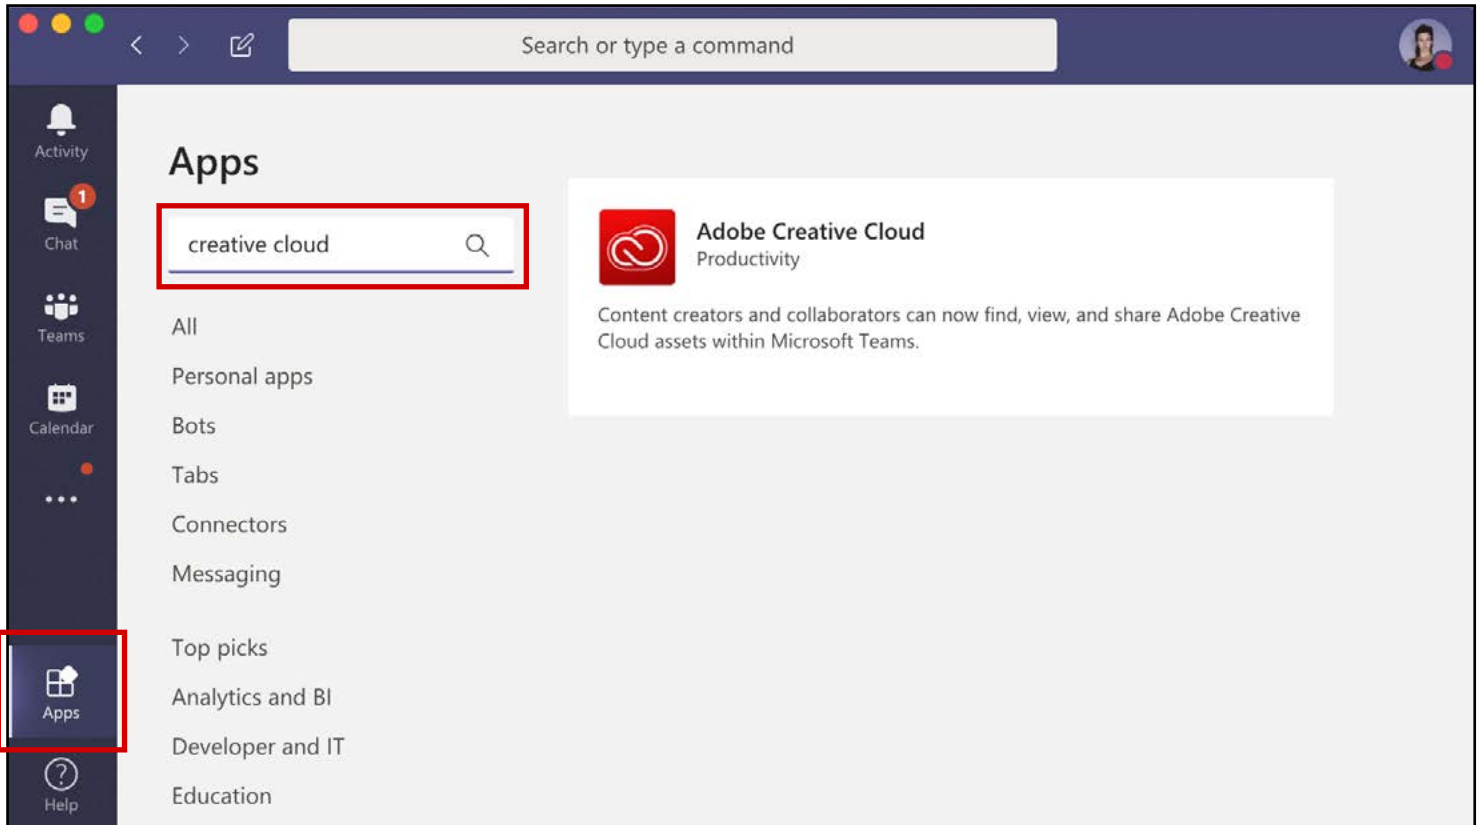 Search or type a command
Activity
1
Chat
Teams
Calendar
Apps
Help
Apps
creative cloud
All
Personal apps
Bots
Tabs
Connectors
Messaging
Top picks
Analytics and BI
Developer and IT
Education
Adobe Creative Cloud
Productivity
Content creators and collaborators can now find, view, and share Adobe Creative
Cloud assets within Microsoft Teams.